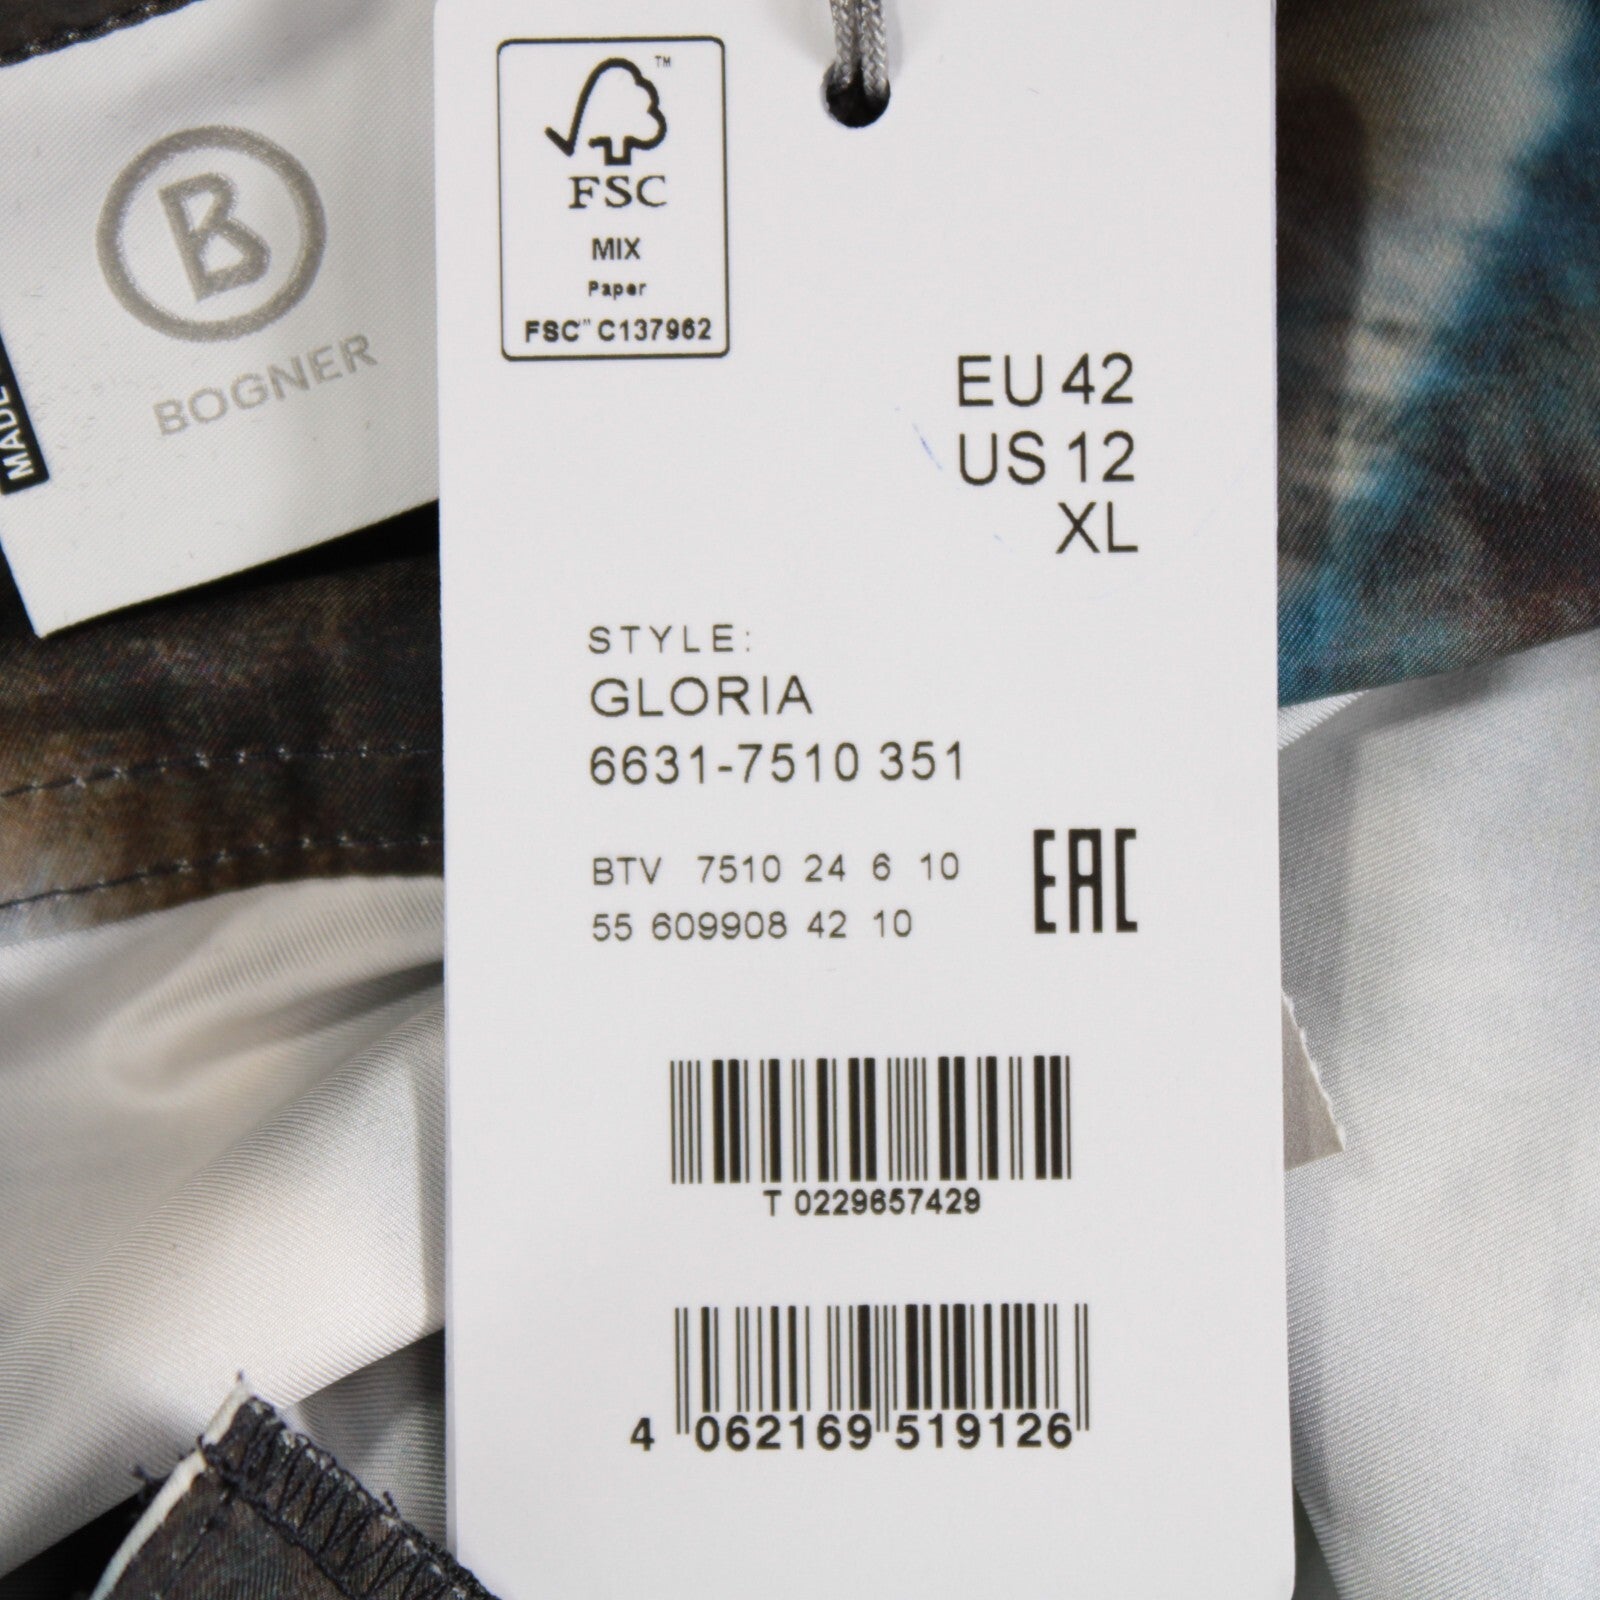 B
BOGNER
MADE
™
FSC
MIX
Paper
FSC™ C137962
EU 42
US 12
XL
STYLE:
GLORIA
6631-7510 351
BTV 7510 24 6 10
55 609908 42 10
EAC
T 0229657429
4 062169 519126